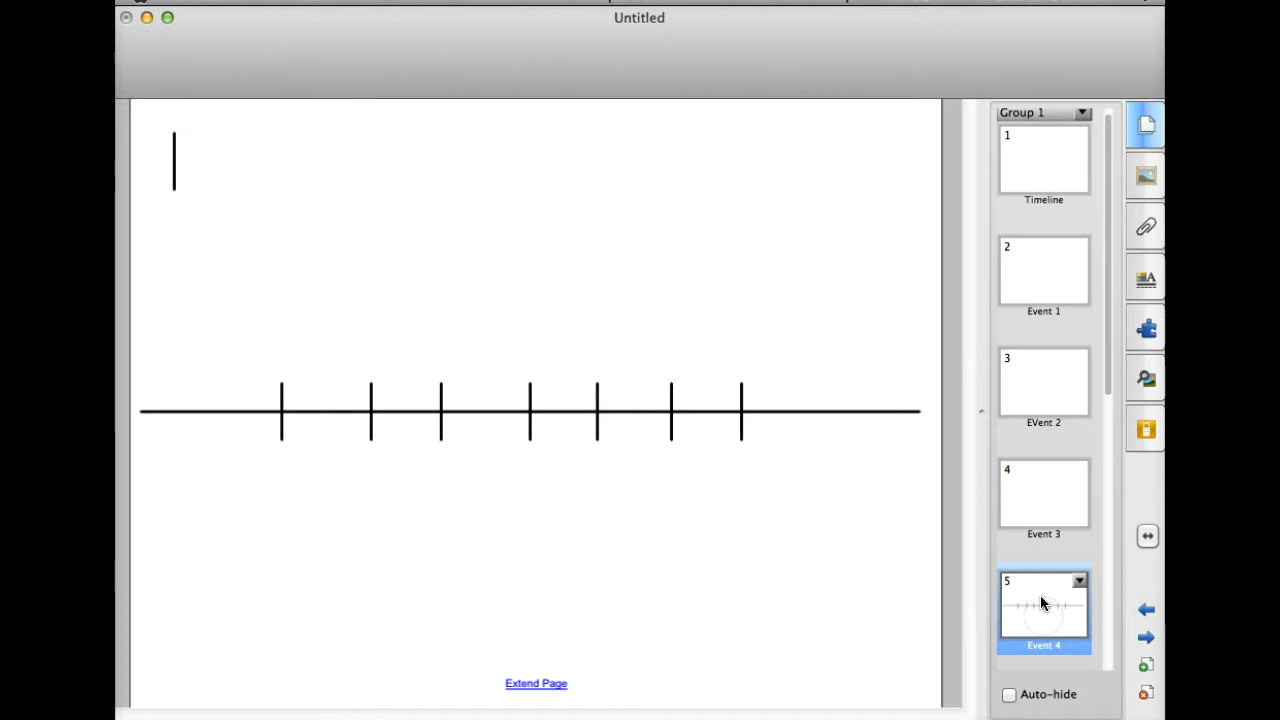 Untitled
Group 1
1
Timeline
2
Event 1
3
EVent 2
4
Event 3
5
Event 4
Extend Page
Auto-hide